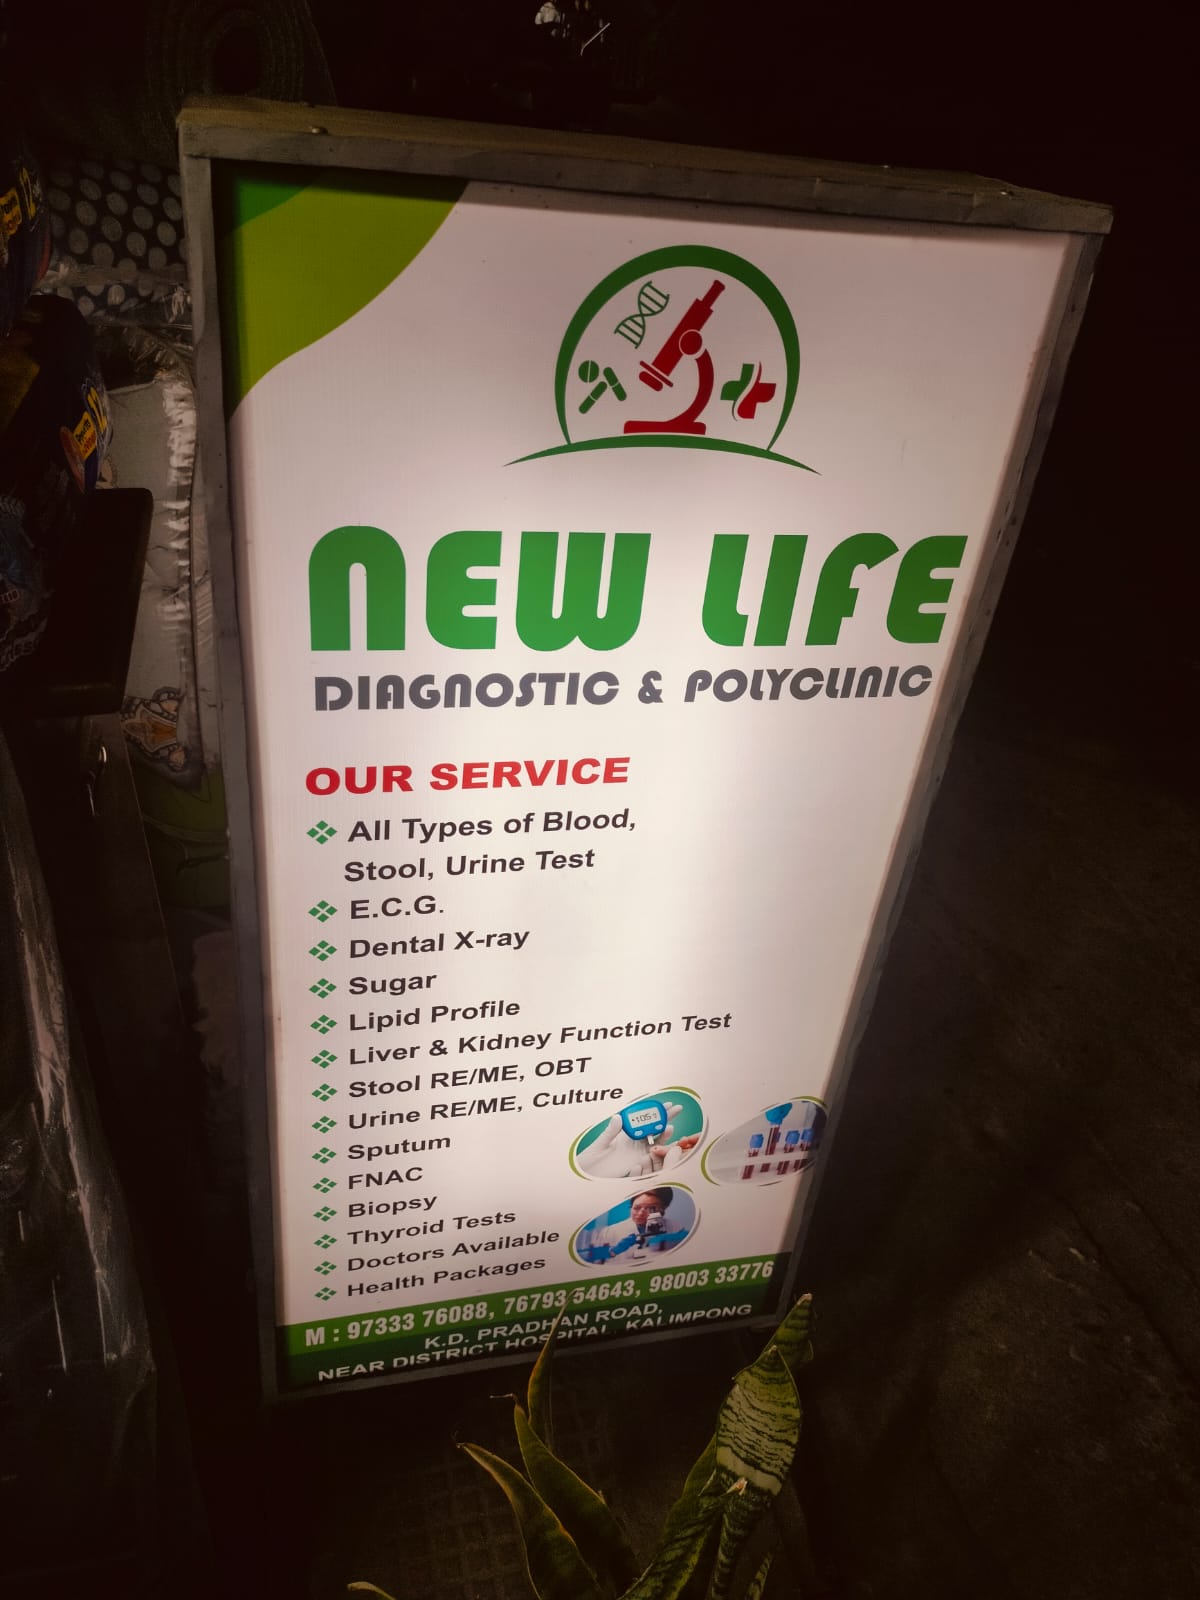 NEW LIFE
DIAGNOSTIC & POLYCLINIC
OUR SERVICE
All Types of Blood,
Stool, Urine Test
E.C.G.
Dental X-ray
Sugar
Lipid Profile
Liver & Kidney Function Test
Stool RE/ME, OBT
Urine RE/ME, Culture
Sputum
FNAC
Biopsy
Thyroid Tests
Doctors Available
Health Packages
M : 97333 76088, 76793 54643, 98003 33776
K.D. PRADHAN ROAD,
NEAR DISTRICT HOSPITAL, KALIMPONG